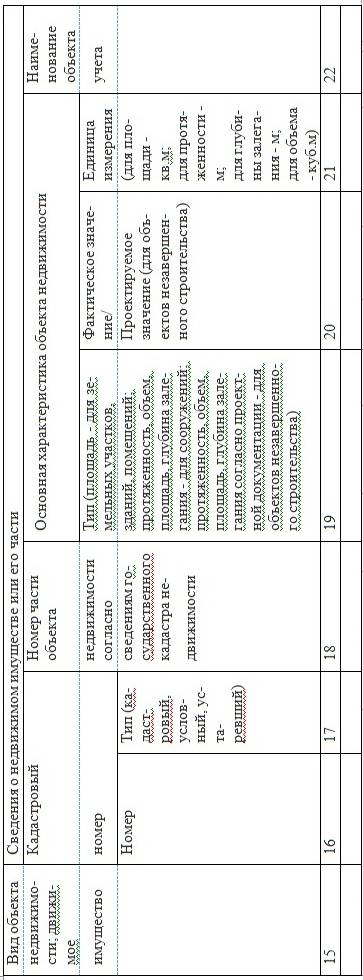 Вид объекта
недвижимо-
сти; движи-
мое
имущество
15
Сведения о недвижимом имуществе или его части
Кадастровый
номер
Номер
16
Тип (ка-
даст-
ровый,
услов-
ный, ус-
та-
ревший)
17
Номер части
объекта
недвижимости
согласно
сведениям го-
сударственного
кадастра не-
движимости
18
Основная характеристика объекта недвижимости
Тип (площадь - для зе-
мельных участков,
зданий, помещений;
протяженность, объем,
площадь, глубина зале-
гания - для сооружений;
протяженность, объем,
площадь, глубина зале-
гания согласно проект-
ной документации - для
объектов незавершенно-
го строительства)
19
Фактическое значе-
ние/
Проектируемое
значение (для объ-
ектов незавершен-
ного строительства)
20
Единица
измерения
(для пло-
щади -
кв.м;
для протя-
женности -
м;
для глуби-
ны залега-
ния - м;
для объема
- куб.м)
21
Наиме-
нование
объекта
учета
22